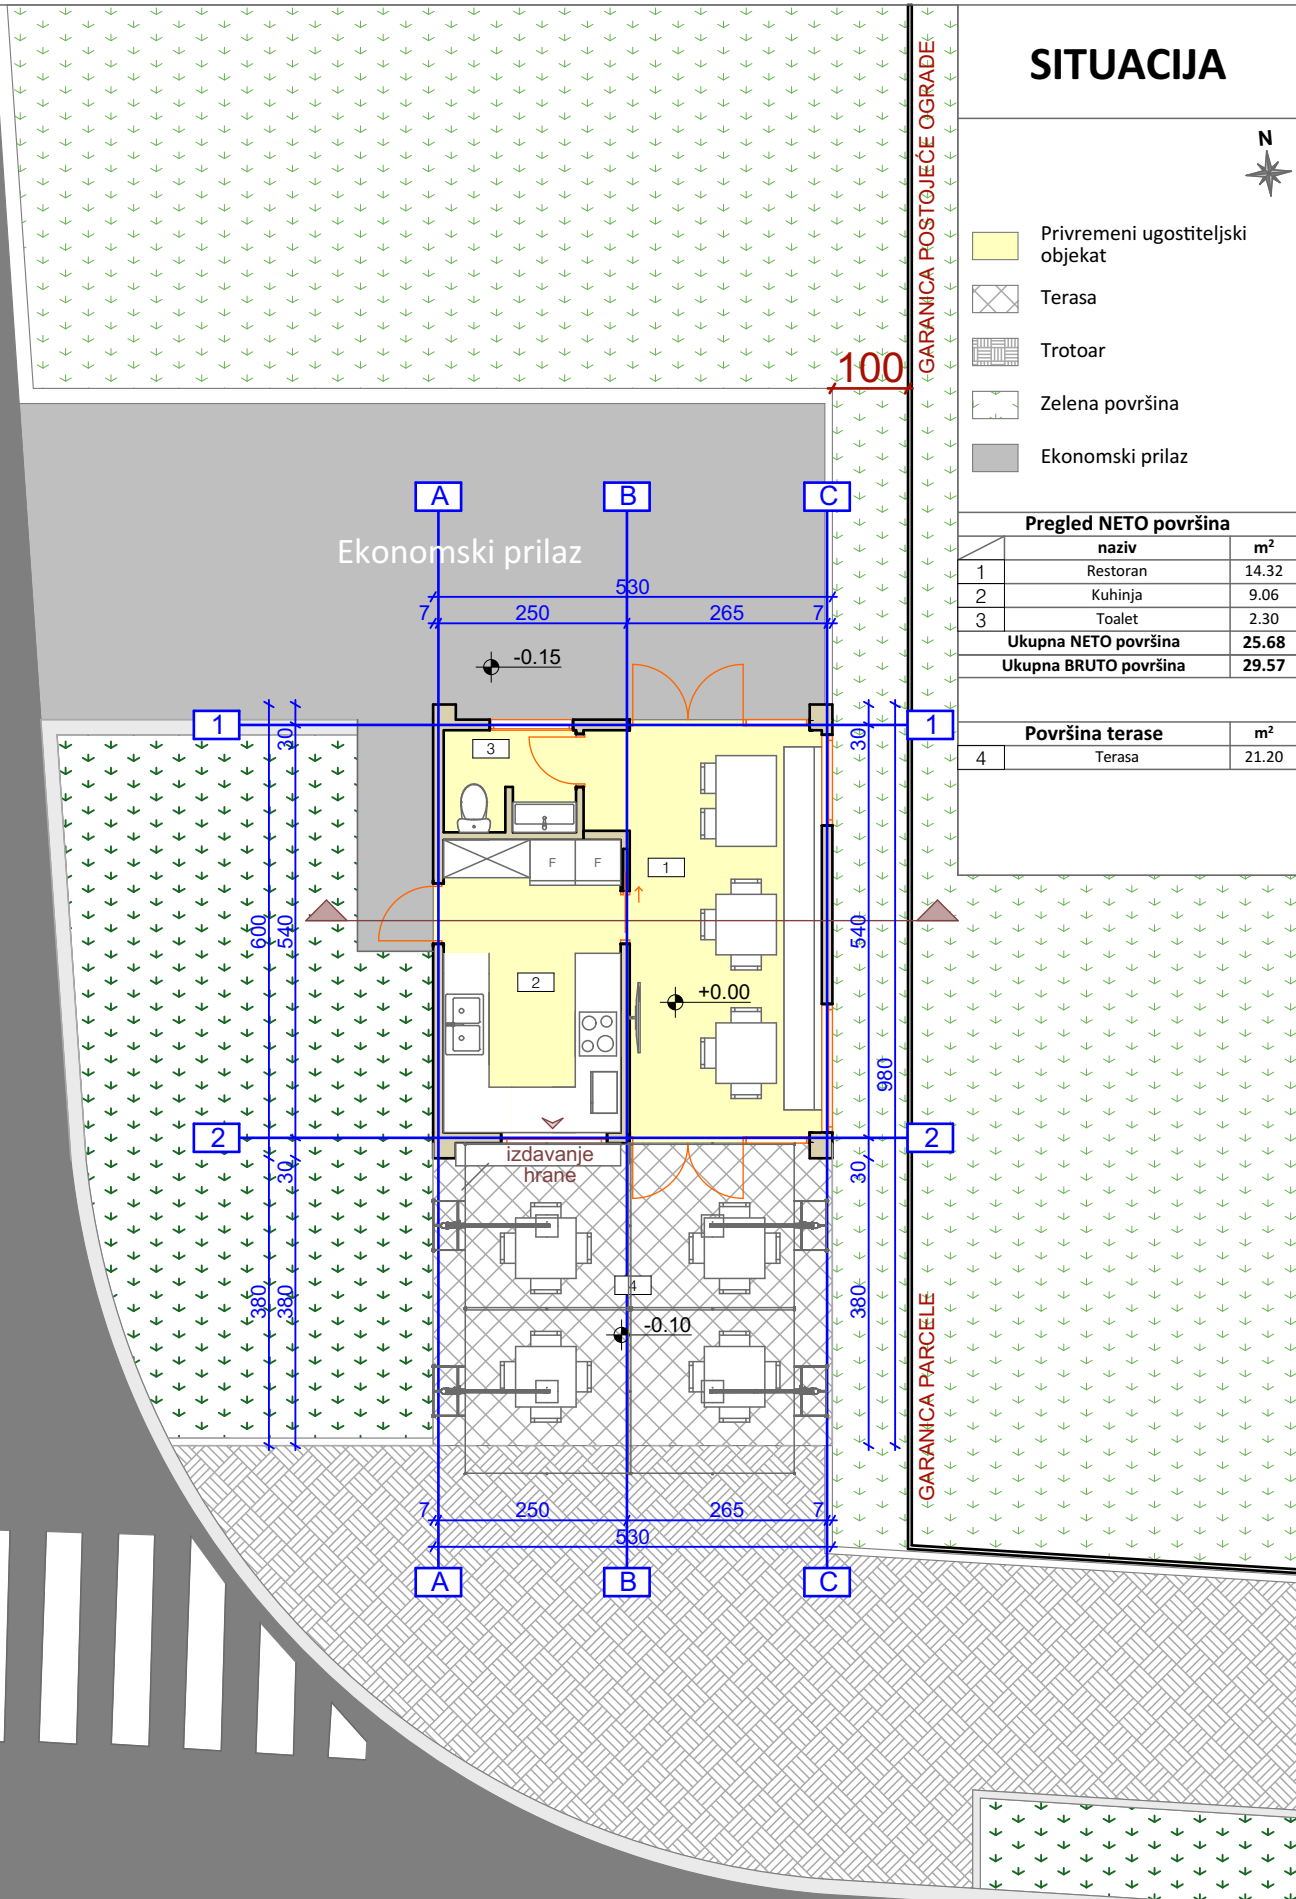 SITUACIJA
N
Privremeni ugostiteljski
objekat
Terasa
Trotoar
Zelena površina
Ekonomski prilaz
Pregled NETO površina
naziv m²
1 Restoran 14.32
2 Kuhinja 9.06
3 Toalet 2.30
Ukupna NETO površina 25.68
Ukupna BRUTO površina 29.57
Površina terase m²
4 Terasa 21.20
GARANICA POSTOJEĆE OGRADE
100
A B C
Ekonomski prilaz
530
7 250 265 7
-0.15
1 1
30 30
3
F F
1
600 540 540
2
+0.00
980
2 2
izdavanje
hrane
30 30
4
380 380 380
-0.10
GARANICA PARCELE
7 250 265 7
530
A B C